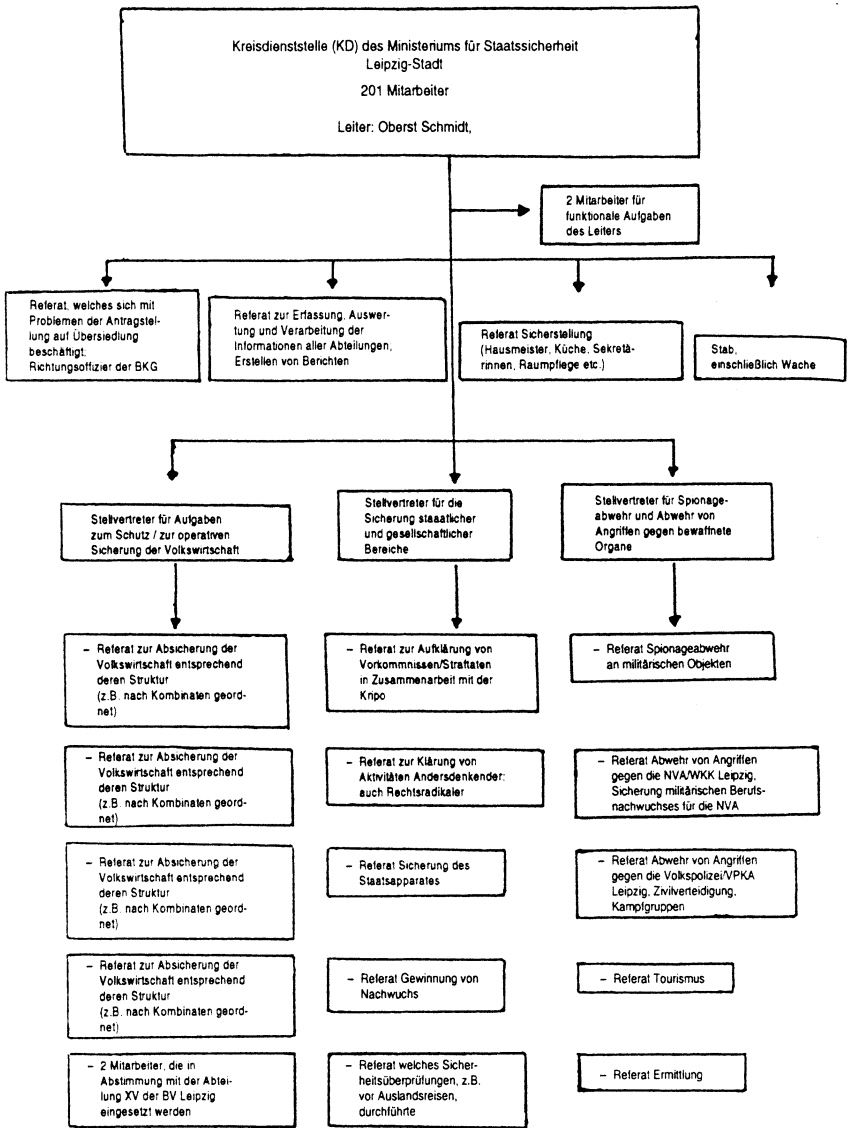 Kreisdienststelle (KD) des Ministeriums für Staatssicherheit
Leipzig-Stadt
201 Mitarbeiter
Leiter: Oberst Schmidt,
2 Mitarbeiter für
funktionale Aufgaben
des Leiters
Referat, welches sich mit
Problemen der Antragstel-
lung auf Übersiedlung
beschäftigt;
Richtungsoffizier der BKG
Referat zur Erfassung, Auswer-
tung und Verarbeitung der
Informationen aller Abteilungen,
Erstellen von Berichten
Referat Sicherstellung
(Hausmeister, Küche, Sekretä-
rinnen, Raumpflege etc.)
Stab,
einschließlich Wache
Stellvertreter für Aufgaben
zum Schutz / zur operativen
Sicherung der Volkswirtschaft
Stellvertreter für die
Sicherung staaatlicher
und gesellschaftlicher
Bereiche
Stellvertreter für Spionage-
abwehr und Abwehr von
Angriffen gegen bewaffnete
Organe
– Referat zur Absicherung der
Volkswirtschaft entsprechend
deren Struktur
(z.B. nach Kombinaten geord-
net)
– Referat zur Aufklärung von
Vorkommnissen/Straftaten
in Zusammenarbeit mit der
Kripo
– Referat Spionageabwehr
an militärischen Objekten
– Referat zur Absicherung der
Volkswirtschaft entsprechend
deren Struktur
(z.B. nach Kombinaten geord-
net)
– Referat zur Klärung von
Aktivitäten Andersdenkender:
auch Rechtsradikaler
– Referat Abwehr von Angriffen
gegen die NVA/WKK Leipzig,
Sicherung militärischen Berufs-
nachwuchses für die NVA
– Referat zur Absicherung der
Volkswirtschaft entsprechend
deren Struktur
(z.B. nach Kombinaten geord-
net)
– Referat Sicherung des
Staatsapparates
– Referat Abwehr von Angriffen
gegen die Volkspolizei/VPKA
Leipzig, Zivilverteidigung,
Kampfgruppen
– Referat zur Absicherung der
Volkswirtschaft entsprechend
deren Struktur
(z.B. nach Kombinaten geord-
net)
– Referat Gewinnung von
Nachwuchs
– Referat Tourismus
– 2 Mitarbeiter, die in
Abstimmung mit der Abtei-
lung XV der BV Leipzig
eingesetzt werden
– Referat welches Sicher-
heitsüberprüfungen, z.B.
vor Auslandsreisen,
durchführte
– Referat Ermittlung